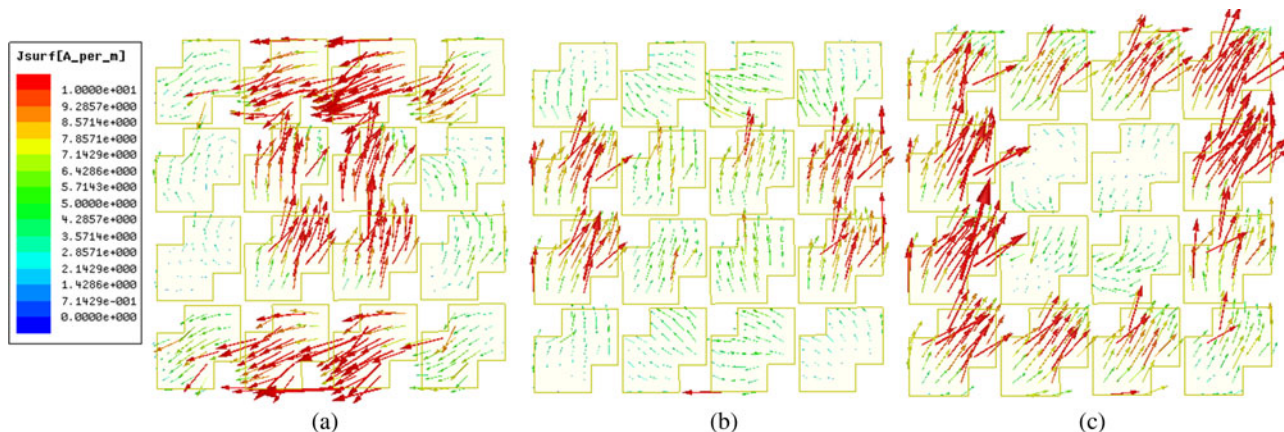 Jsurf[A_per_m]
1.0000e+001
9.2857e+000
8.5714e+000
7.8571e+000
7.1429e+000
6.4286e+000
5.7143e+000
5.0000e+000
4.2857e+000
3.5714e+000
2.8571e+000
2.1429e+000
1.4286e+000
7.1429e-001
0.0000e+000
(a)
(b)
(c)